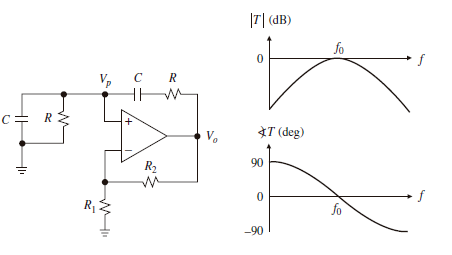 |T| (dB)
0
f₀
f
Vₚ
C
R
C
R
+
−
Vₒ
R₂
R₁
∡T (deg)
90
0
f₀
f
–90